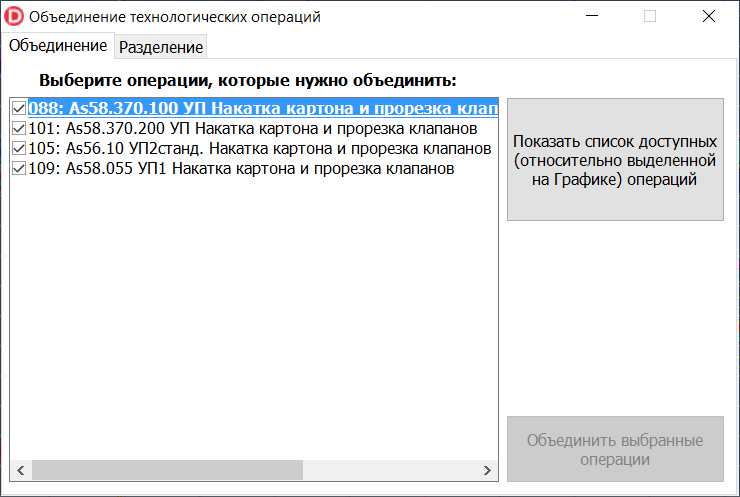 D Объединение технологических операций
Объединение Разделение
Выберите операции, которые нужно объединить:
088: As58.370.100 УП Накатка картона и прорезка клап
101: As58.370.200 УП Накатка картона и прорезка клапанов
105: As56.10 УП2станд. Накатка картона и прорезка клапанов
109: As58.055 УП1 Накатка картона и прорезка клапанов
Показать список доступных
(относительно выделенной
на Графике) операций
Объединить выбранные
операции